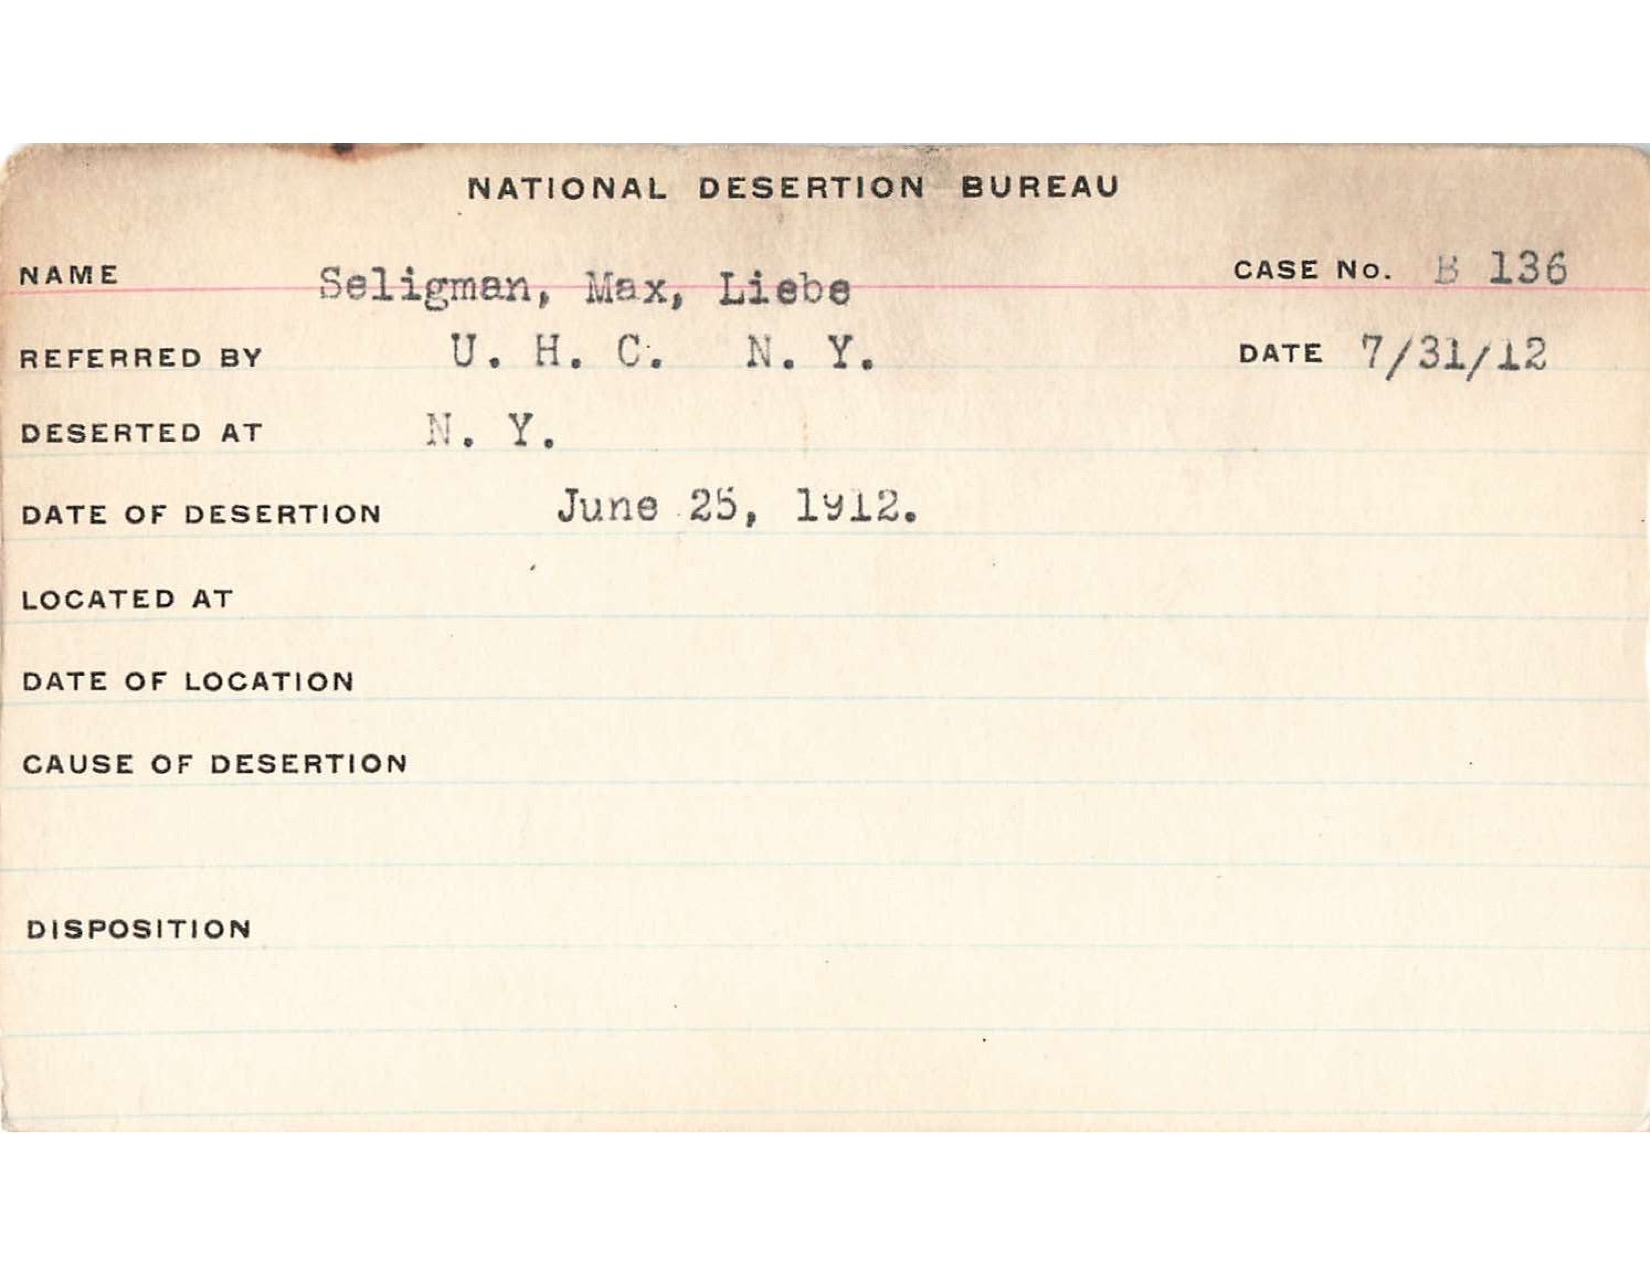 NATIONAL DESERTION BUREAU
NAME Seligman, Max, Liebe CASE No. B 136
REFERRED BY U. H. C. N. Y. DATE 7/31/12
DESERTED AT N. Y.
DATE OF DESERTION June 25, 1912.
LOCATED AT
DATE OF LOCATION
CAUSE OF DESERTION
DISPOSITION